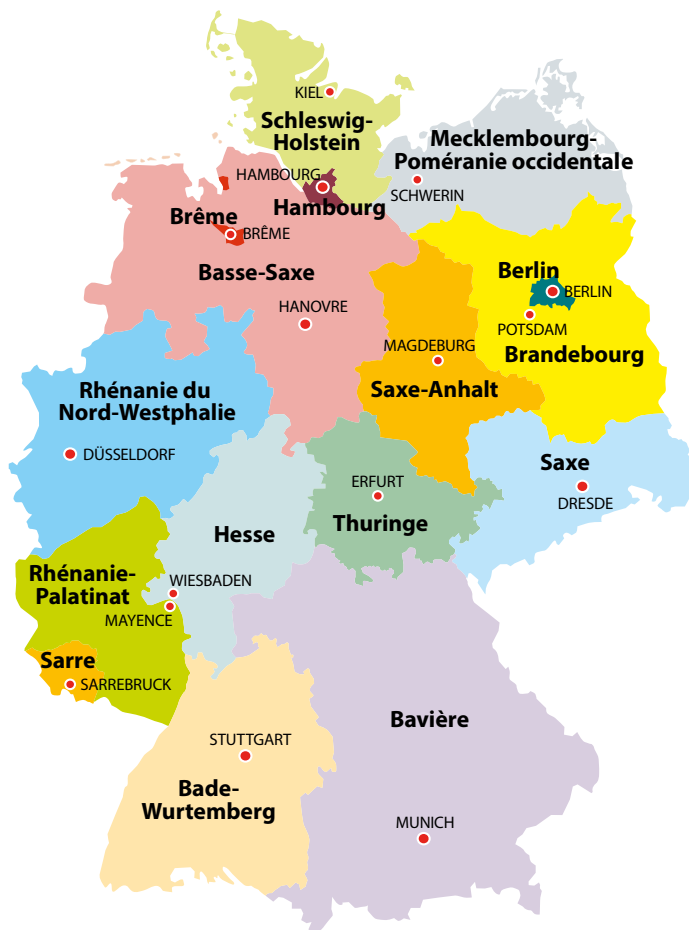 KIEL
Schleswig-
Holstein
Mecklembourg-
Poméranie occidentale
HAMBOURG
Hambourg
SCHWERIN
Brême
BRÊME
Basse-Saxe
HANOVRE
Berlin
BERLIN
POTSDAM
Brandebourg
MAGDEBURG
Saxe-Anhalt
Rhénanie du
Nord-Westphalie
DÜSSELDORF
Saxe
DRESDE
ERFURT
Thuringe
Hesse
Rhénanie-
Palatinat
WIESBADEN
MAYENCE
Sarre
SARREBRUCK
Bavière
STUTTGART
Bade-
Wurtemberg
MUNICH